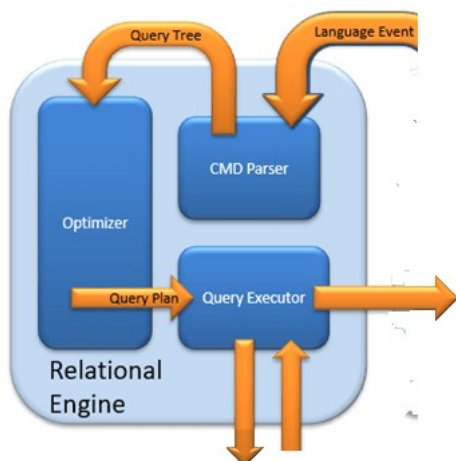 Query Tree
Language Event
CMD Parser
Optimizer
Query Plan
Query Executor
Relational
Engine